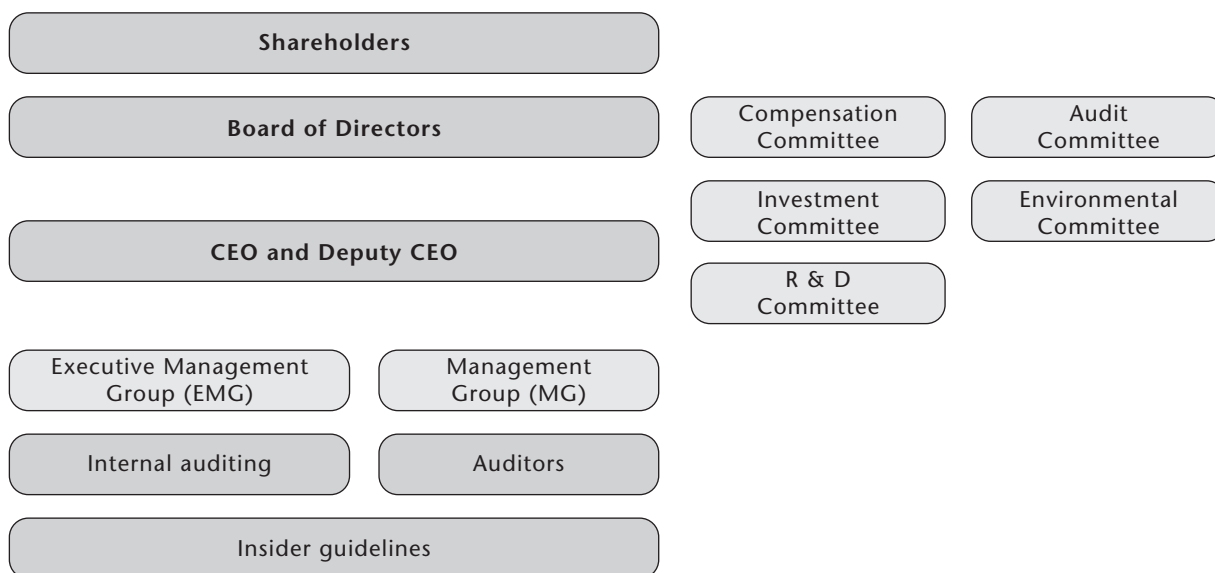 Shareholders
Board of Directors
Compensation
Committee
Audit
Committee
Investment
Committee
Environmental
Committee
CEO and Deputy CEO
R & D
Committee
Executive Management
Group (EMG)
Management
Group (MG)
Internal auditing
Auditors
Insider guidelines